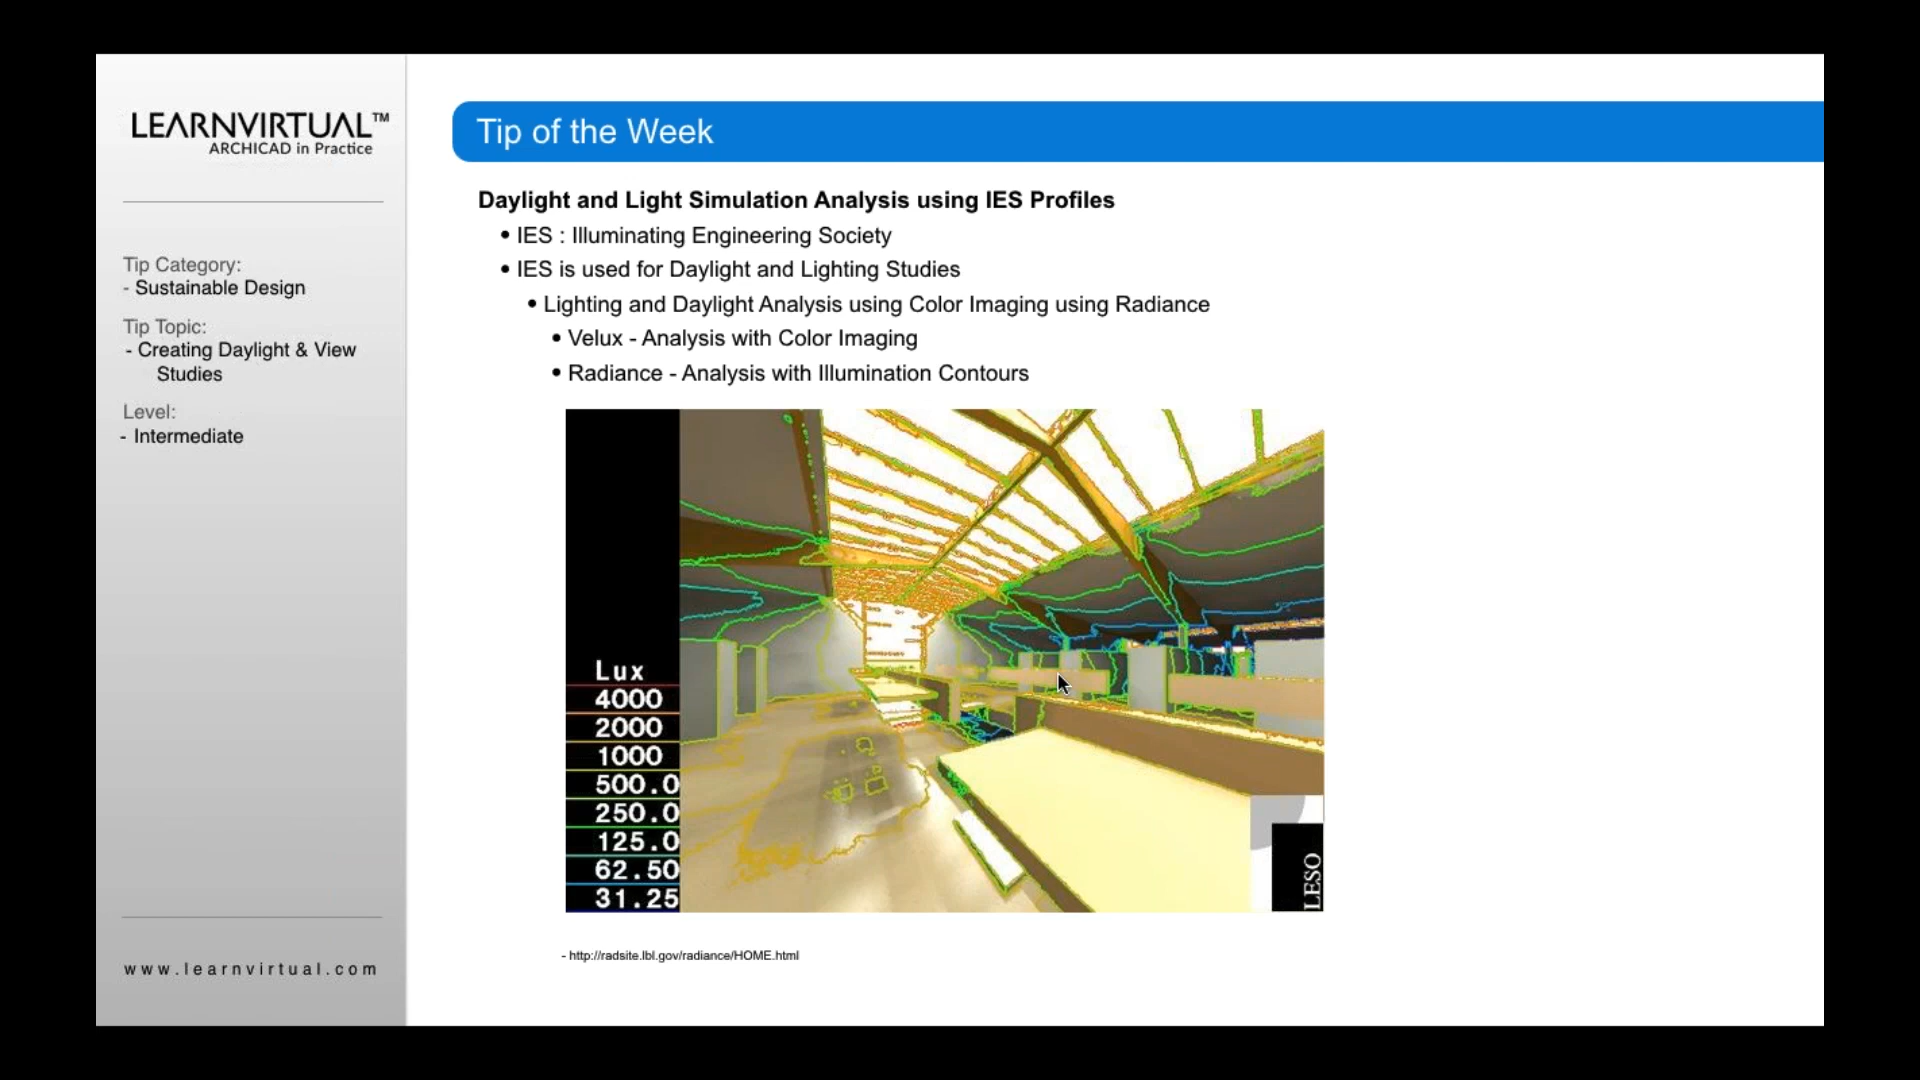 LEARNVIRTUAL™
ARCHICAD in Practice
Tip Category:
- Sustainable Design
Tip Topic:
- Creating Daylight & View
Studies
Level:
- Intermediate
www.learnvirtual.com
Tip of the Week
Daylight and Light Simulation Analysis using IES Profiles
• IES : Illuminating Engineering Society
• IES is used for Daylight and Lighting Studies
• Lighting and Daylight Analysis using Color Imaging using Radiance
• Velux - Analysis with Color Imaging
• Radiance - Analysis with Illumination Contours
Lux
4000
2000
1000
500.0
250.0
125.0
62.50
31.25
LESO
- http://radsite.lbl.gov/radiance/HOME.html